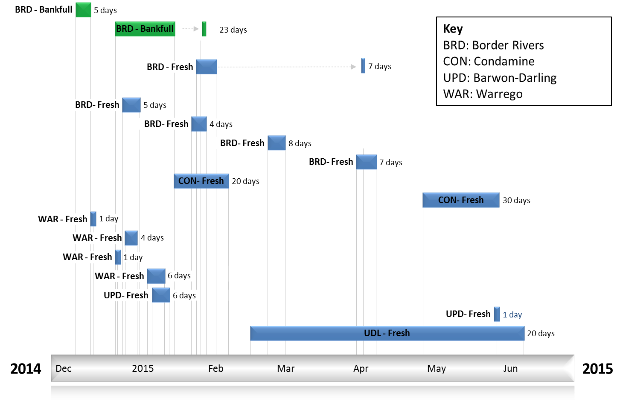 BRD - Bankfull 5 days
BRD - Bankfull 23 days
Key
BRD: Border Rivers
CON: Condamine
UPD: Barwon-Darling
WAR: Warrego
BRD - Fresh 7 days
BRD- Fresh 5 days
BRD- Fresh 4 days
BRD- Fresh 8 days
BRD- Fresh 7 days
CON- Fresh 20 days
CON- Fresh 30 days
WAR - Fresh 1 day
WAR - Fresh 4 days
WAR - Fresh 1 day
WAR - Fresh 6 days
UPD- Fresh 6 days
UPD- Fresh 1 day
UDL - Fresh 20 days
2014 Dec 2015 Feb Mar Apr May Jun 2015